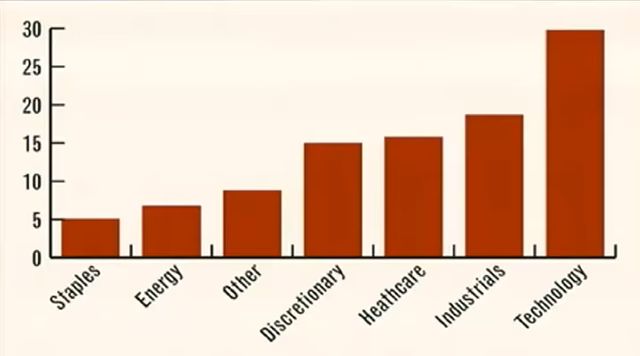 30
25
20
15
10
5
0
Staples
Energy
Other
Discretionary
Heathcare
Industrials
Technology